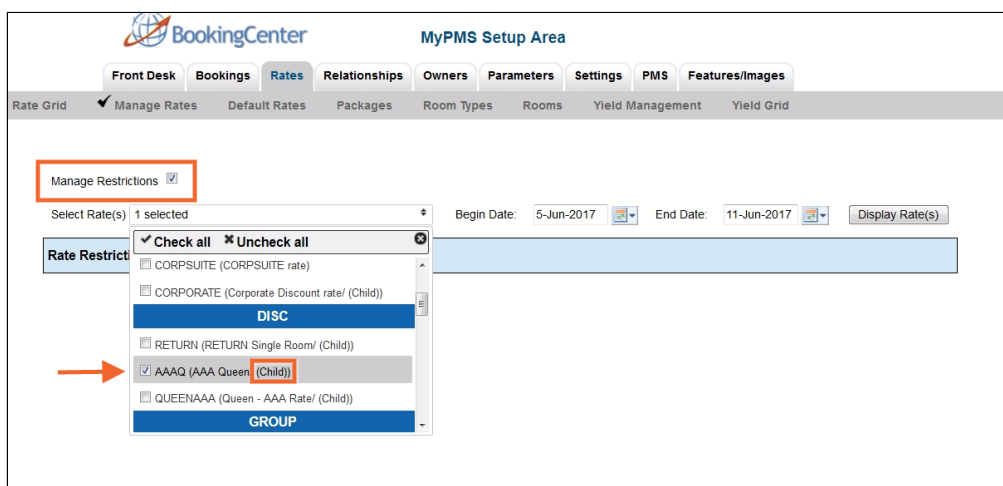 BookingCenter MyPMS Setup Area
Front Desk Bookings Rates Relationships Owners Parameters Settings PMS Features/Images
Rate Grid Manage Rates Default Rates Packages Room Types Rooms Yield Management Yield Grid
Manage Restrictions
Select Rate(s) 1 selected Begin Date: 5-Jun-2017 End Date: 11-Jun-2017 Display Rate(s)
Check all Uncheck all
Rate Restricti
CORPSUITE (CORPSUITE rate)
CORPORATE (Corporate Discount rate/ (Child))
DISC
RETURN (RETURN Single Room/ (Child))
AAAQ (AAA Queen (Child))
QUEENAAA (Queen - AAA Rate/ (Child))
GROUP